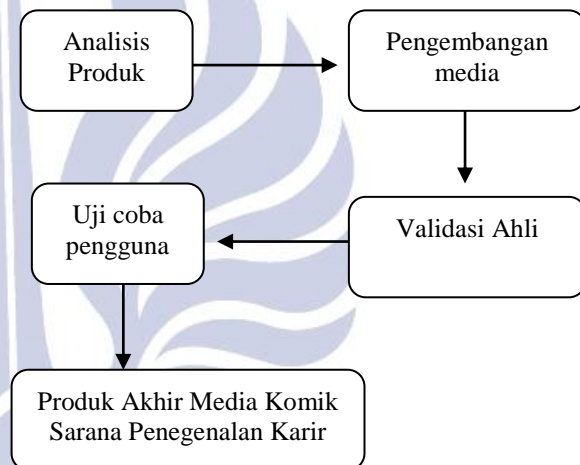 Analisis
Produk
Pengembangan
media
Validasi Ahli
Uji coba
pengguna
Produk Akhir Media Komik
Sarana Penegenalan Karir